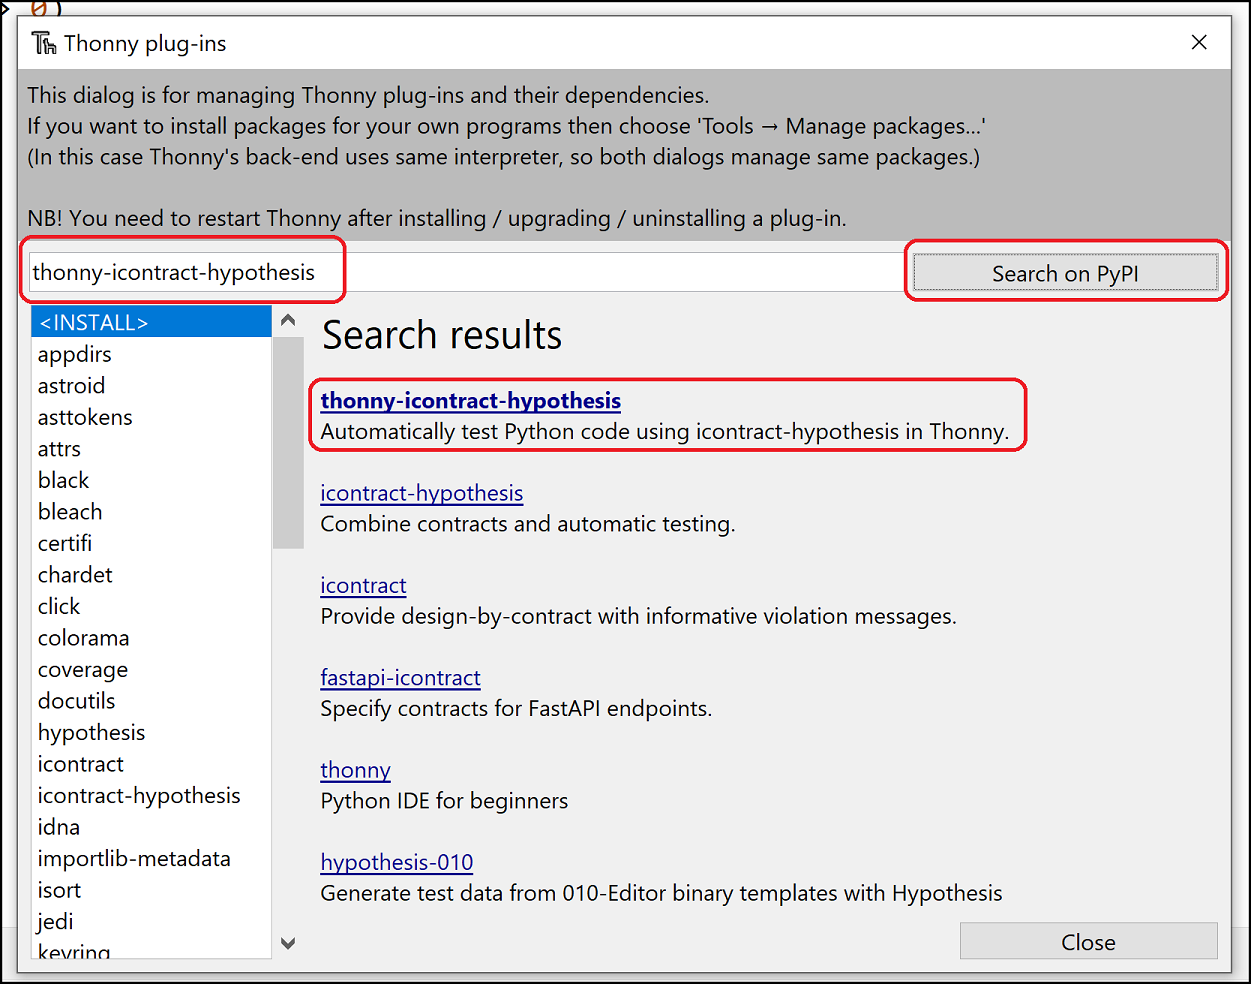 0)
Thonny plug-ins
This dialog is for managing Thonny plug-ins and their dependencies.
If you want to install packages for your own programs then choose 'Tools → Manage packages...'
(In this case Thonny's back-end uses same interpreter, so both dialogs manage same packages.)
NB! You need to restart Thonny after installing / upgrading / uninstalling a plug-in.
thonny-icontract-hypothesis
Search on PyPI
<INSTALL>
appdirs
astroid
asttokens
attrs
black
bleach
certifi
chardet
click
colorama
coverage
docutils
hypothesis
icontract
icontract-hypothesis
idna
importlib-metadata
isort
jedi
keyring
Search results
thonny-icontract-hypothesis
Automatically test Python code using icontract-hypothesis in Thonny.
icontract-hypothesis
Combine contracts and automatic testing.
icontract
Provide design-by-contract with informative violation messages.
fastapi-icontract
Specify contracts for FastAPI endpoints.
thonny
Python IDE for beginners
hypothesis-010
Generate test data from 010-Editor binary templates with Hypothesis
Close